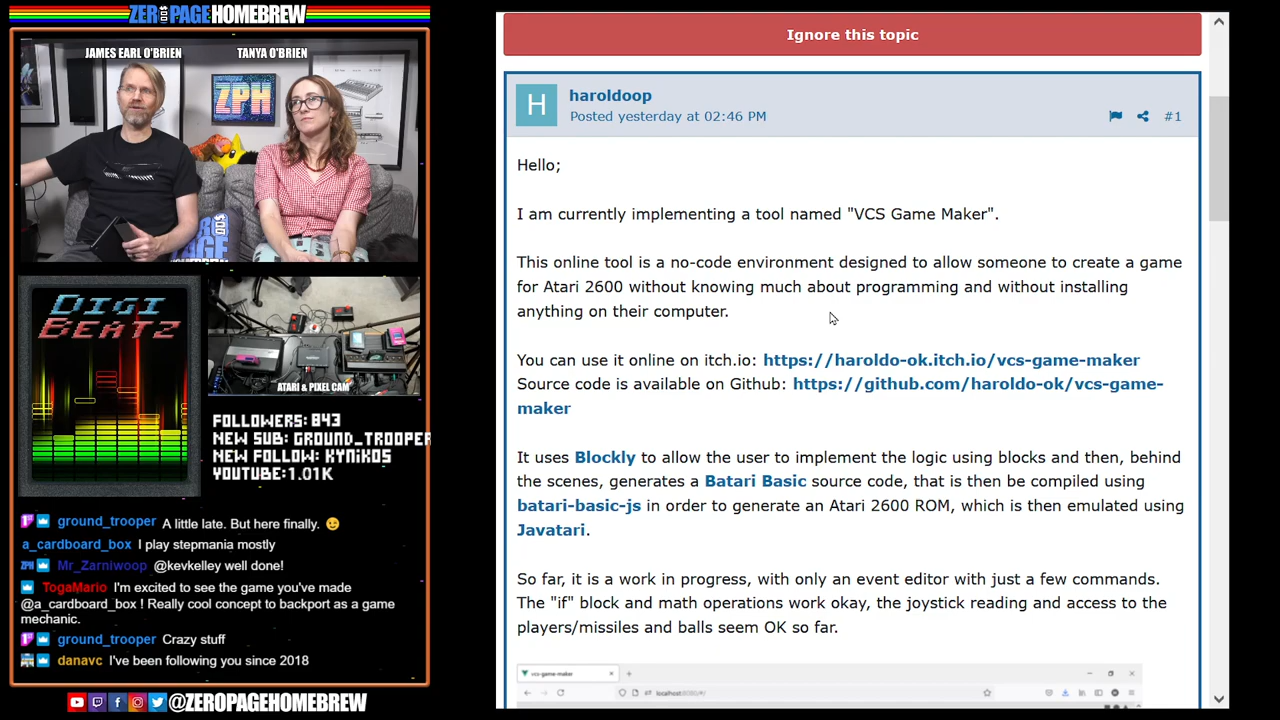 ZEROPAGEHOMEBREW
JAMES EARL O'BRIEN
TANYA O'BRIEN
ZPH
DIGI
BEATZ
ATARI & PIXEL CAM
FOLLOWERS: 843
NEW SUB: GROUND_TROOPER
NEW FOLLOW: KYNIKOS
YOUTUBE:1.01K
ground_trooper A little late. But here finally. 😉
a_cardboard_box I play stepmania mostly
ZPH Mr_Zarniwoop @kevkelley well done!
TogaMario I'm excited to see the game you've made
@a_cardboard_box ! Really cool concept to backport as a game
mechanic.
ground_trooper Crazy stuff
danavc I've been following you since 2018
@ZEROPAGEHOMEBREW
Ignore this topic
H
haroldoop
Posted yesterday at 02:46 PM
#1
Hello;
I am currently implementing a tool named "VCS Game Maker".
This online tool is a no-code environment designed to allow someone to create a game
for Atari 2600 without knowing much about programming and without installing
anything on their computer.
You can use it online on itch.io: https://haroldo-ok.itch.io/vcs-game-maker
Source code is available on Github: https://github.com/haroldo-ok/vcs-game-
maker
It uses Blockly to allow the user to implement the logic using blocks and then, behind
the scenes, generates a Batari Basic source code, that is then be compiled using
batari-basic-js in order to generate an Atari 2600 ROM, which is then emulated using
Javatari.
So far, it is a work in progress, with only an event editor with just a few commands.
The "if" block and math operations work okay, the joystick reading and access to the
players/missiles and balls seem OK so far.
vcs-game-maker
localhost:8080/#/